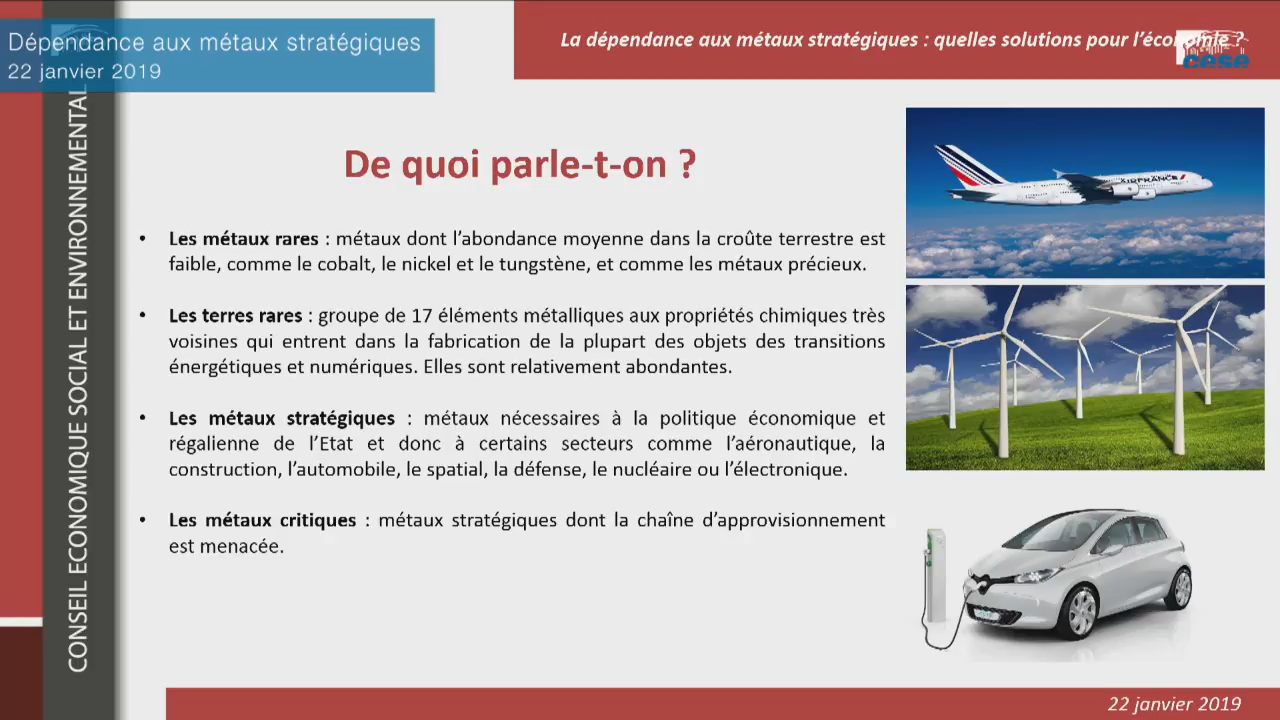 Dépendance aux métaux stratégiques
22 janvier 2019
La dépendance aux métaux stratégiques : quelles solutions pour l'économie ?
cese
CONSEIL ECONOMIQUE SOCIAL ET ENVIRONNEMENTAL
De quoi parle-t-on ?
• Les métaux rares : métaux dont l'abondance moyenne dans la croûte terrestre est
faible, comme le cobalt, le nickel et le tungstène, et comme les métaux précieux.
• Les terres rares : groupe de 17 éléments métalliques aux propriétés chimiques très
voisines qui entrent dans la fabrication de la plupart des objets des transitions
énergétiques et numériques. Elles sont relativement abondantes.
• Les métaux stratégiques : métaux nécessaires à la politique économique et
régalienne de l'Etat et donc à certains secteurs comme l'aéronautique, la
construction, l'automobile, le spatial, la défense, le nucléaire ou l'électronique.
• Les métaux critiques : métaux stratégiques dont la chaîne d'approvisionnement
est menacée.
AIRFRANCE
22 janvier 2019